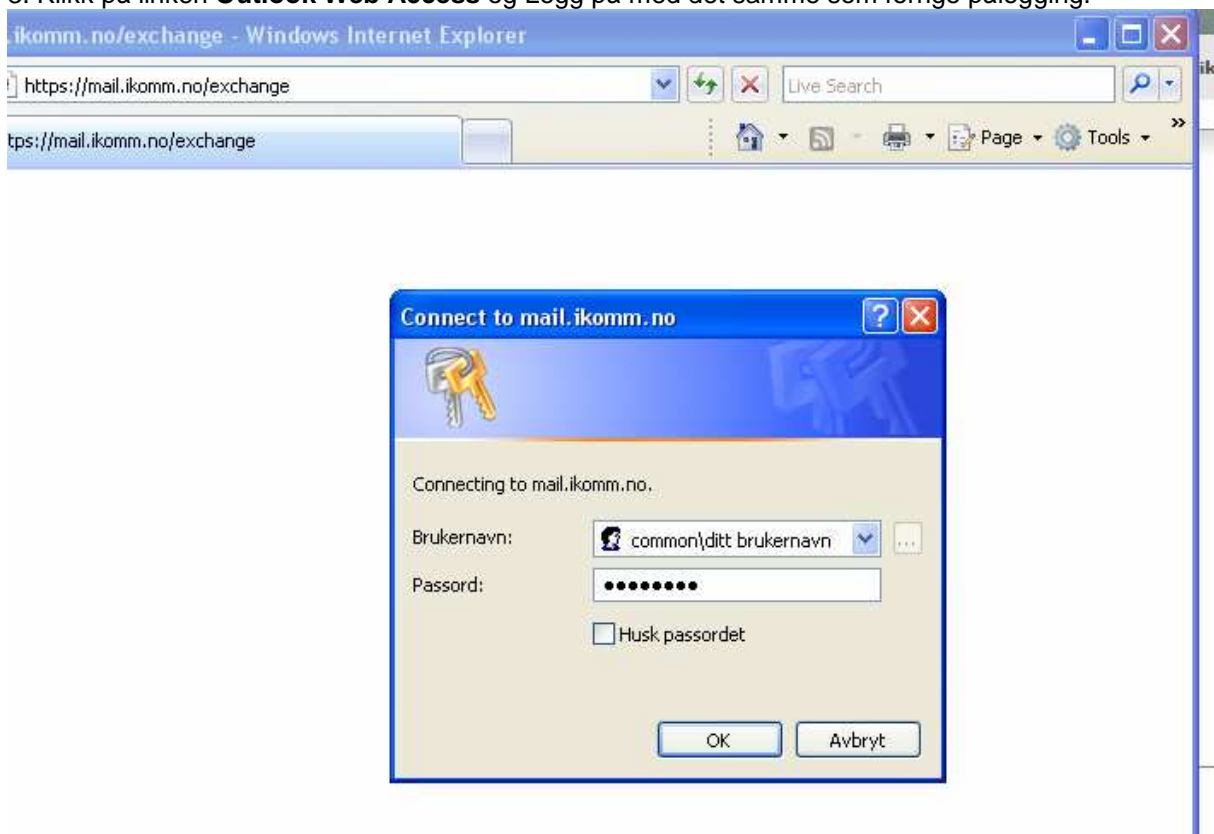 Klikk på linken Outlook Web Access og Logg på med det samme som forrige pålogging.
.ikomm.no/exchange - Windows Internet Explorer
https://mail.ikomm.no/exchange
Live Search
tps://mail.ikomm.no/exchange
Page
Tools
»
Connect to mail.ikomm.no
Connecting to mail.ikomm.no.
Brukernavn: common\ditt brukernavn ...
Passord: ••••••••
Husk passordet
OK Avbryt